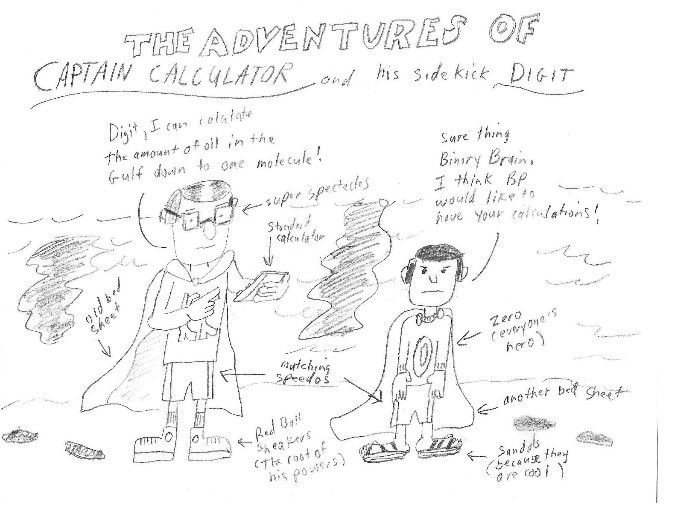 THE ADVENTURES OF
CAPTAIN CALCULATOR and his sidekick, DIGIT
Digit, I can calulate
the amount of oil in the
Gulf down to one molecule!
Sure thing
Binary Brain,
I think BP
would like to
have your calculations!
super spectacles
standard
calculator
old bed
sheet
Zero
(everyone's
hero)
matching
speedos
another bed sheet
Red Ball
sneakers
(The root of
his powers)
sandals
(because they
are cool)